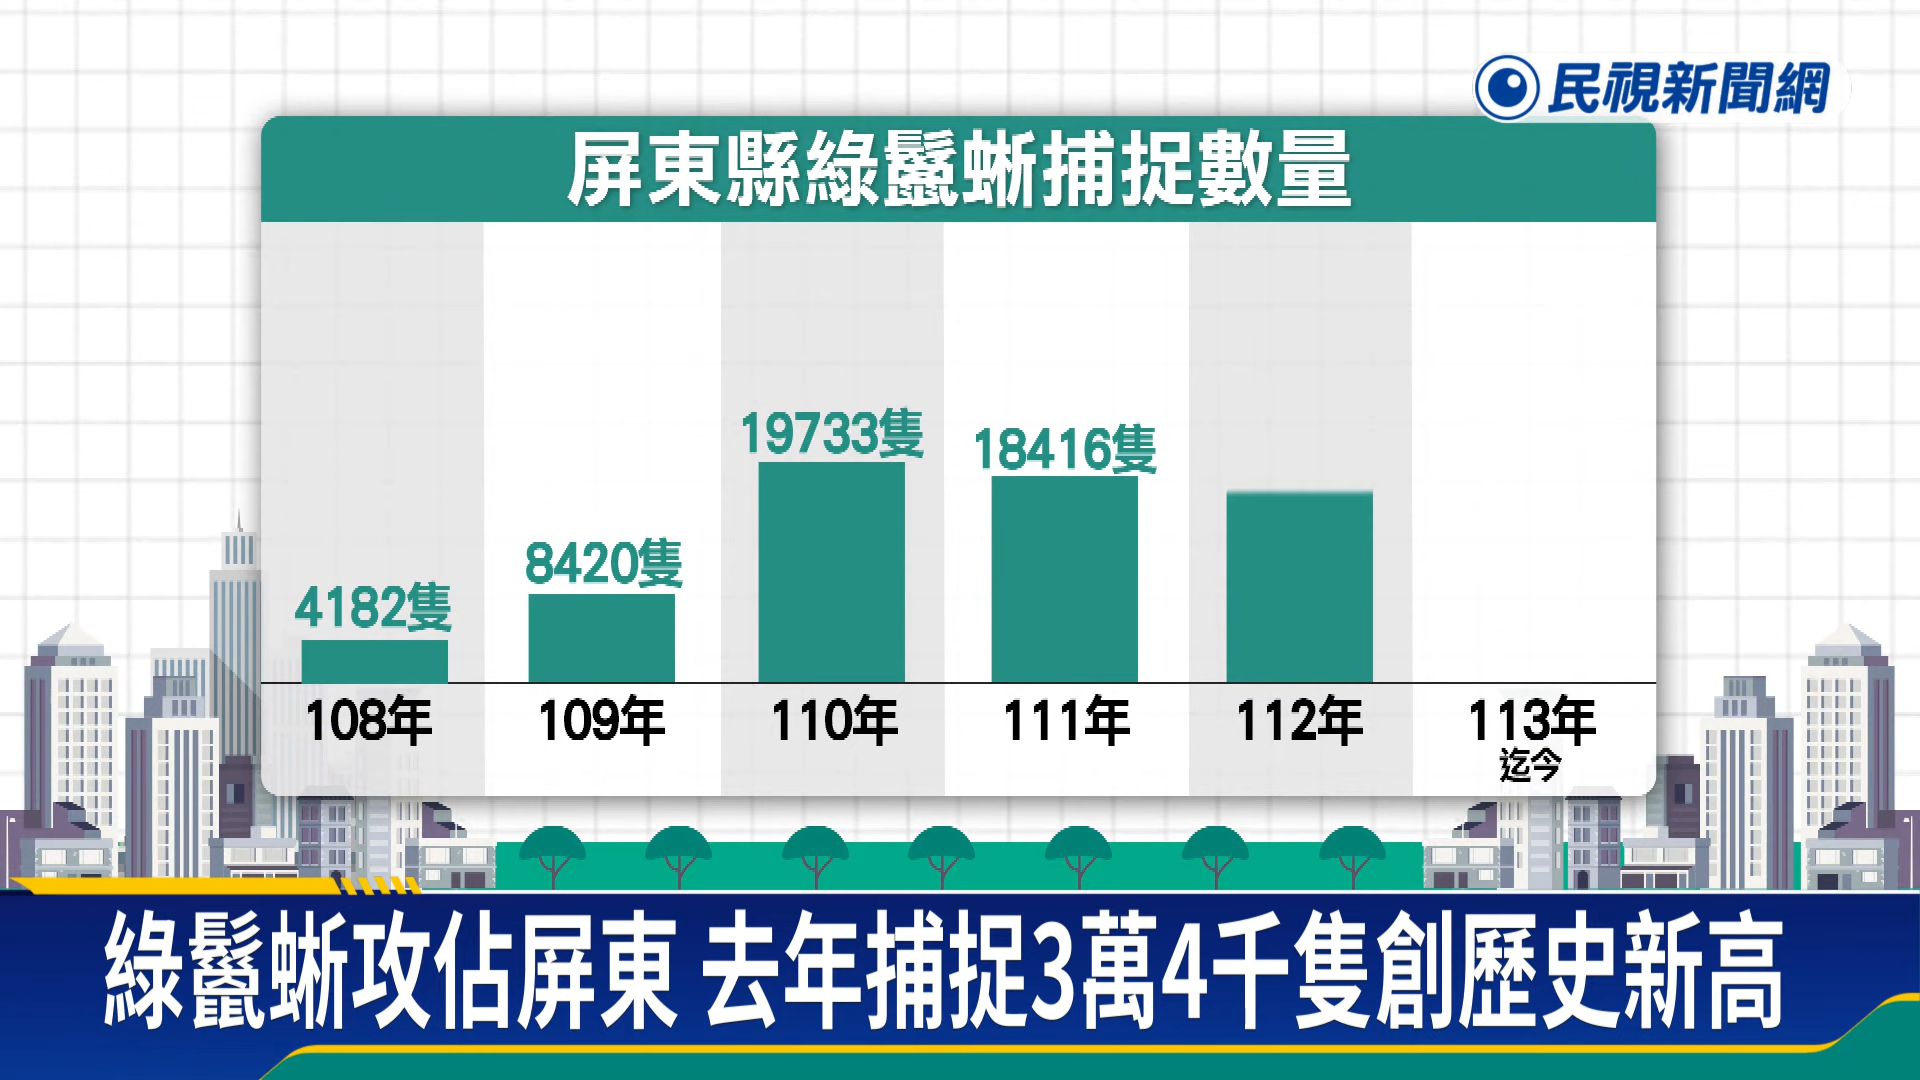 民視新聞網
屏東縣綠鬣蜥捕捉數量
4182隻
8420隻
19733隻
18416隻
108年
109年
110年
111年
112年
113年
迄今
綠鬣蜥攻佔屏東 去年捕捉3萬4千隻創歷史新高